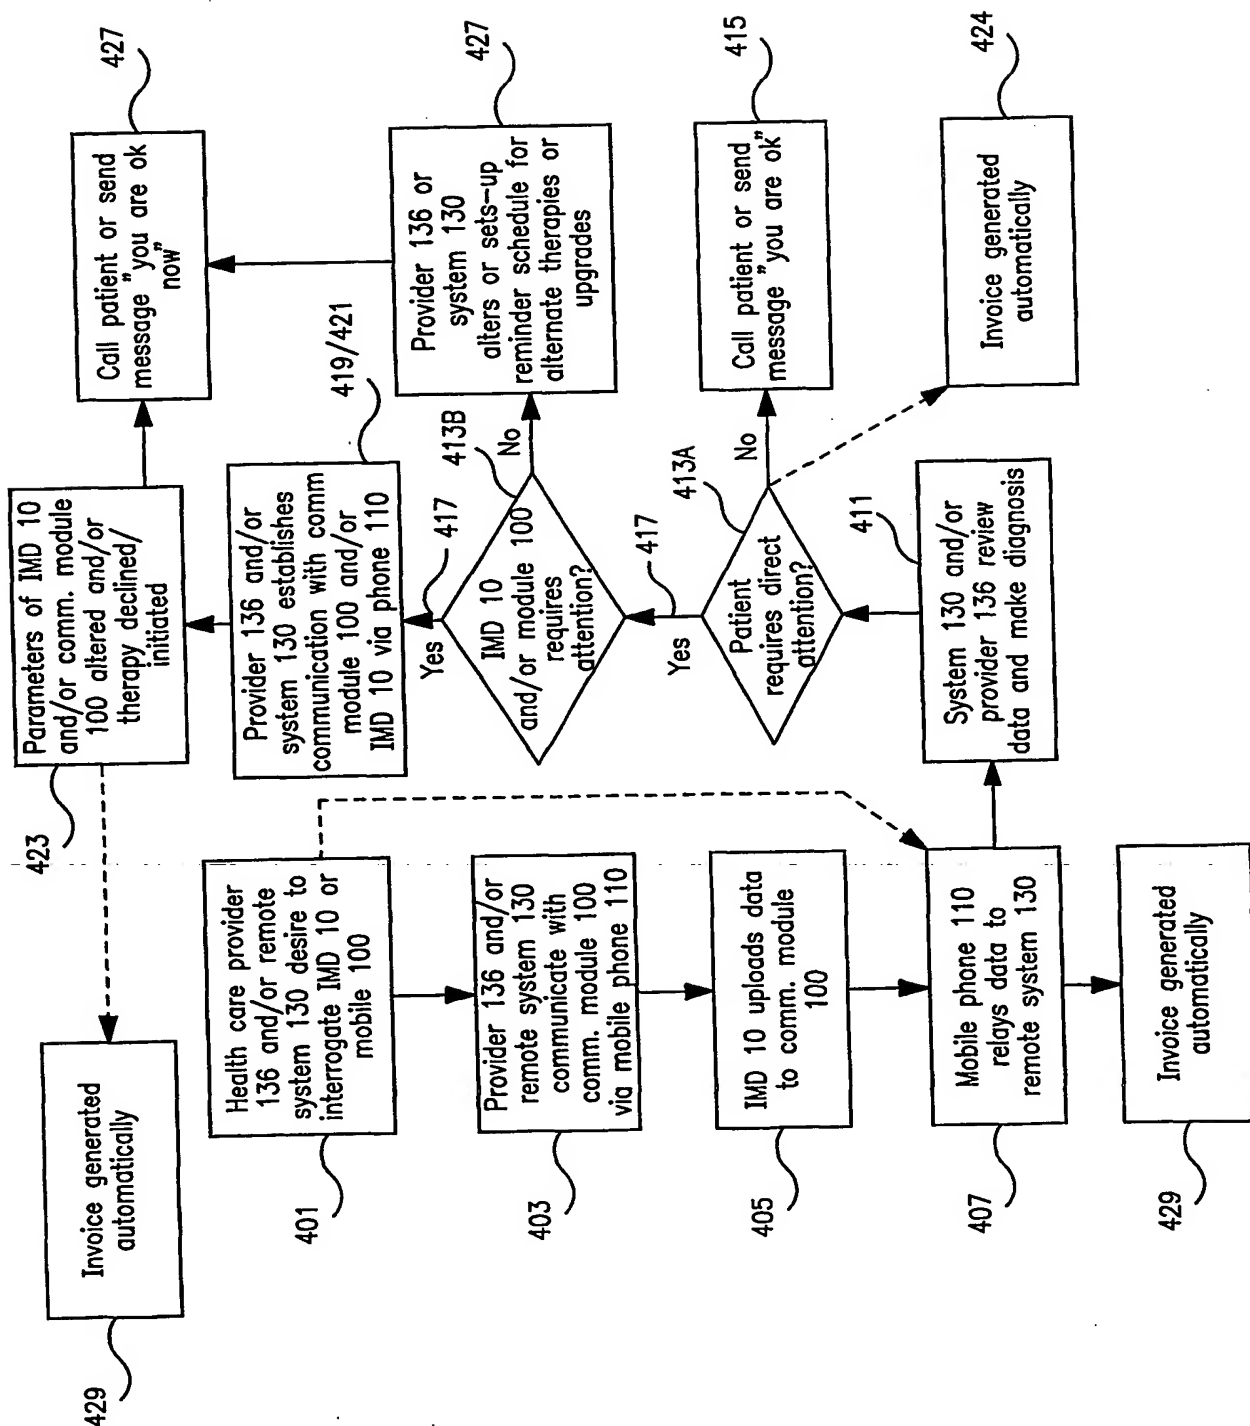 427
Call patient or send
message "you are ok
now"
423
Parameters of IMD 10
and/or comm. module
100 altered and/or
therapy declined/
initiated
Invoice generated
automatically
429
419/421
Provider 136 and/or
system 130 establishes
communication with comm
module 100 and/or
IMD 10 via phone 110
427
Provider 136 or
system 130
alters or sets-up
reminder schedule for
alternate therapies or
upgrades
417
Yes
413B
IMD 10
and/or module 100
requires
attention?
No
417
Yes
413A
Patient
requires direct
attention?
No
415
Call patient or send
message "you are ok"
424
Invoice generated
automatically
411
System 130 and/or
provider 136 review
data and make diagnosis
Health care provider
136 and/or remote
system 130 desire to
interrogate IMD 10 or
mobile 100
401
Provider 136 and/or
remote system 130
communicate with
comm. module 100
via mobile phone 110
403
IMD 10 uploads data
to comm. module
100
405
Mobile phone 110
relays data to
remote system 130
407
Invoice generated
automatically
429